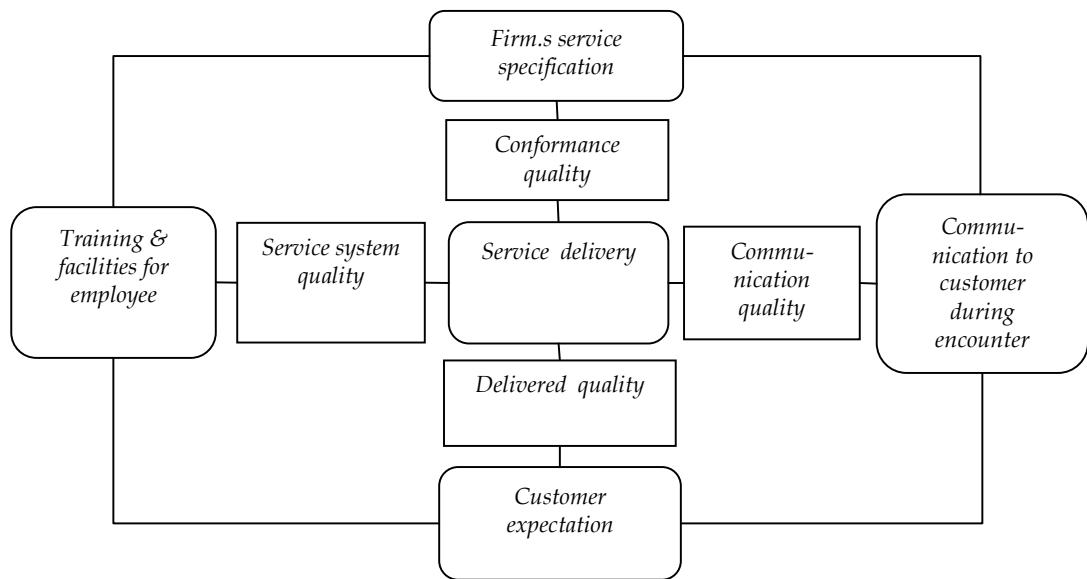 Firm.s service
specification
Conformance
quality
Training &
facilities for
employee
Service system
quality
Service  delivery
Commu-
nication
quality
Commu-
nication to
customer
during
encounter
Delivered  quality
Customer
expectation